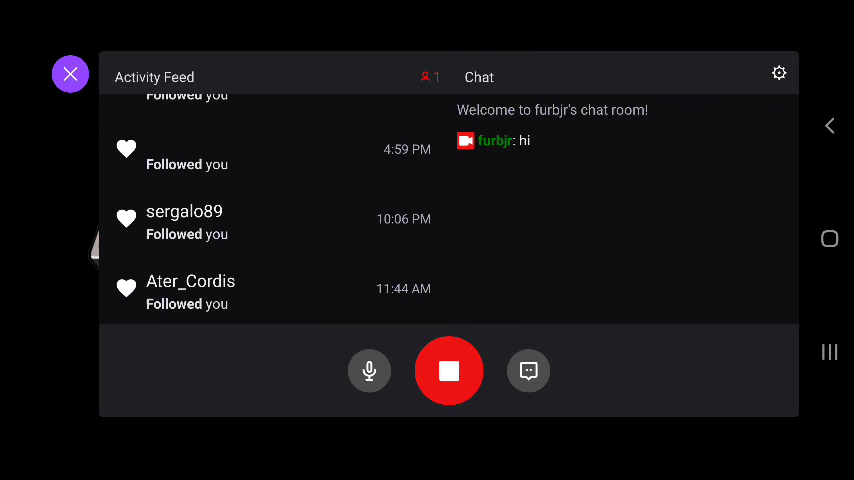 Activity Feed
1
Followed you
4:59 PM
Followed you
sergalo89
10:06 PM
Followed you
Ater_Cordis
11:44 AM
Followed you
Chat
Welcome to furbjr's chat room!
furbjr: hi